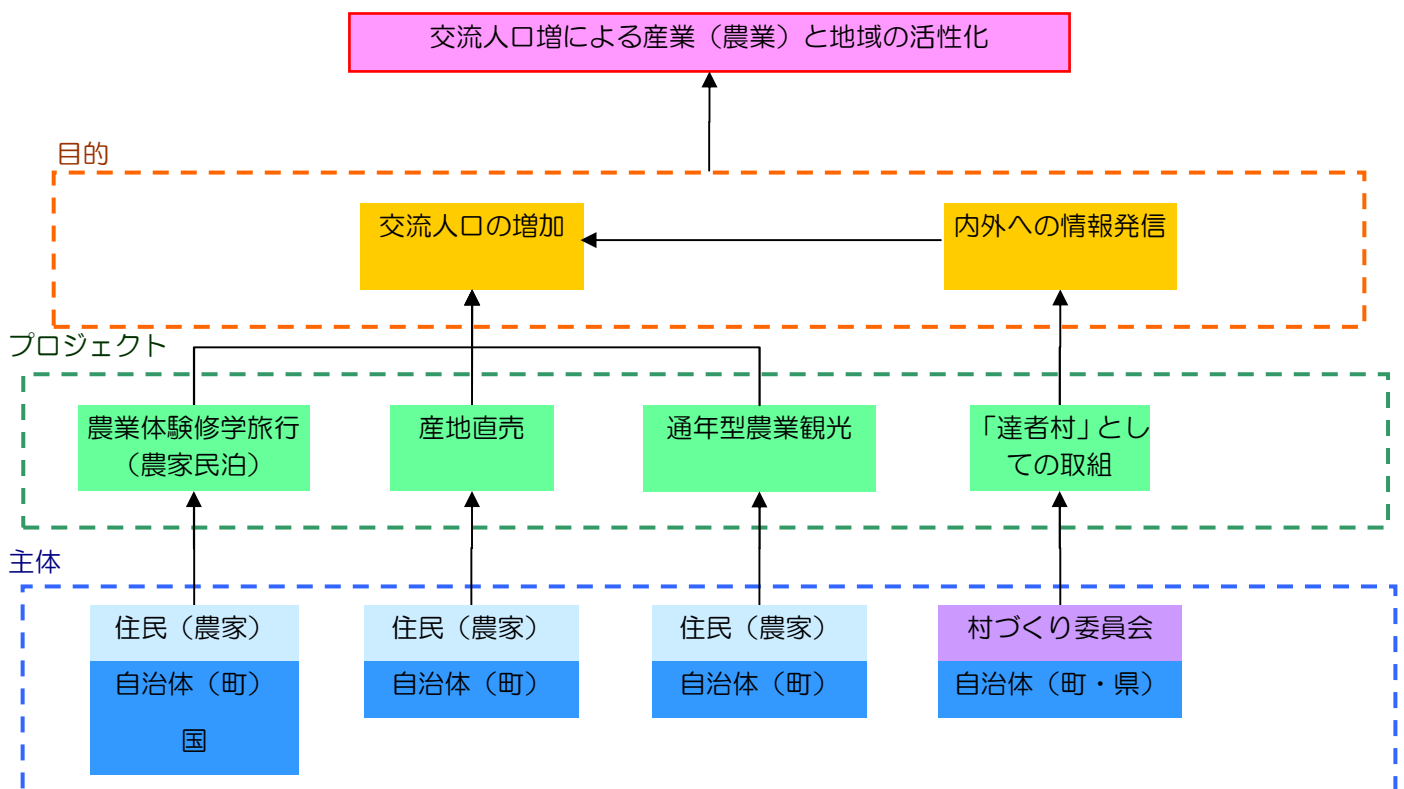 交流人口増による産業（農業）と地域の活性化
目的
交流人口の増加
内外への情報発信
プロジェクト
農業体験修学旅行
（農家民泊）
産地直売
通年型農業観光
「達者村」とし
ての取組
主体
住民（農家）
自治体（町）
国
住民（農家）
自治体（町）
住民（農家）
自治体（町）
村づくり委員会
自治体（町・県）